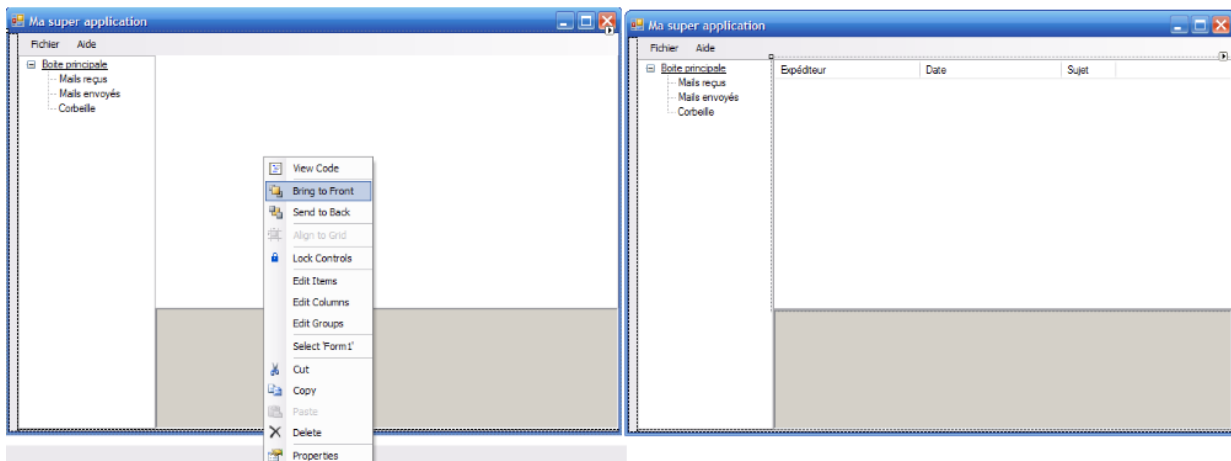 Ma super application
Fichier Aide
Boite principale
Mails reçus
Mails envoyés
Corbeille
View Code
Bring to Front
Send to Back
Align to Grid
Lock Controls
Edit Items
Edit Columns
Edit Groups
Select 'Form1'
Cut
Copy
Paste
Delete
Properties
Ma super application
Fichier Aide
Boite principale
Mails reçus
Mails envoyés
Corbeille
Expéditeur Date Sujet